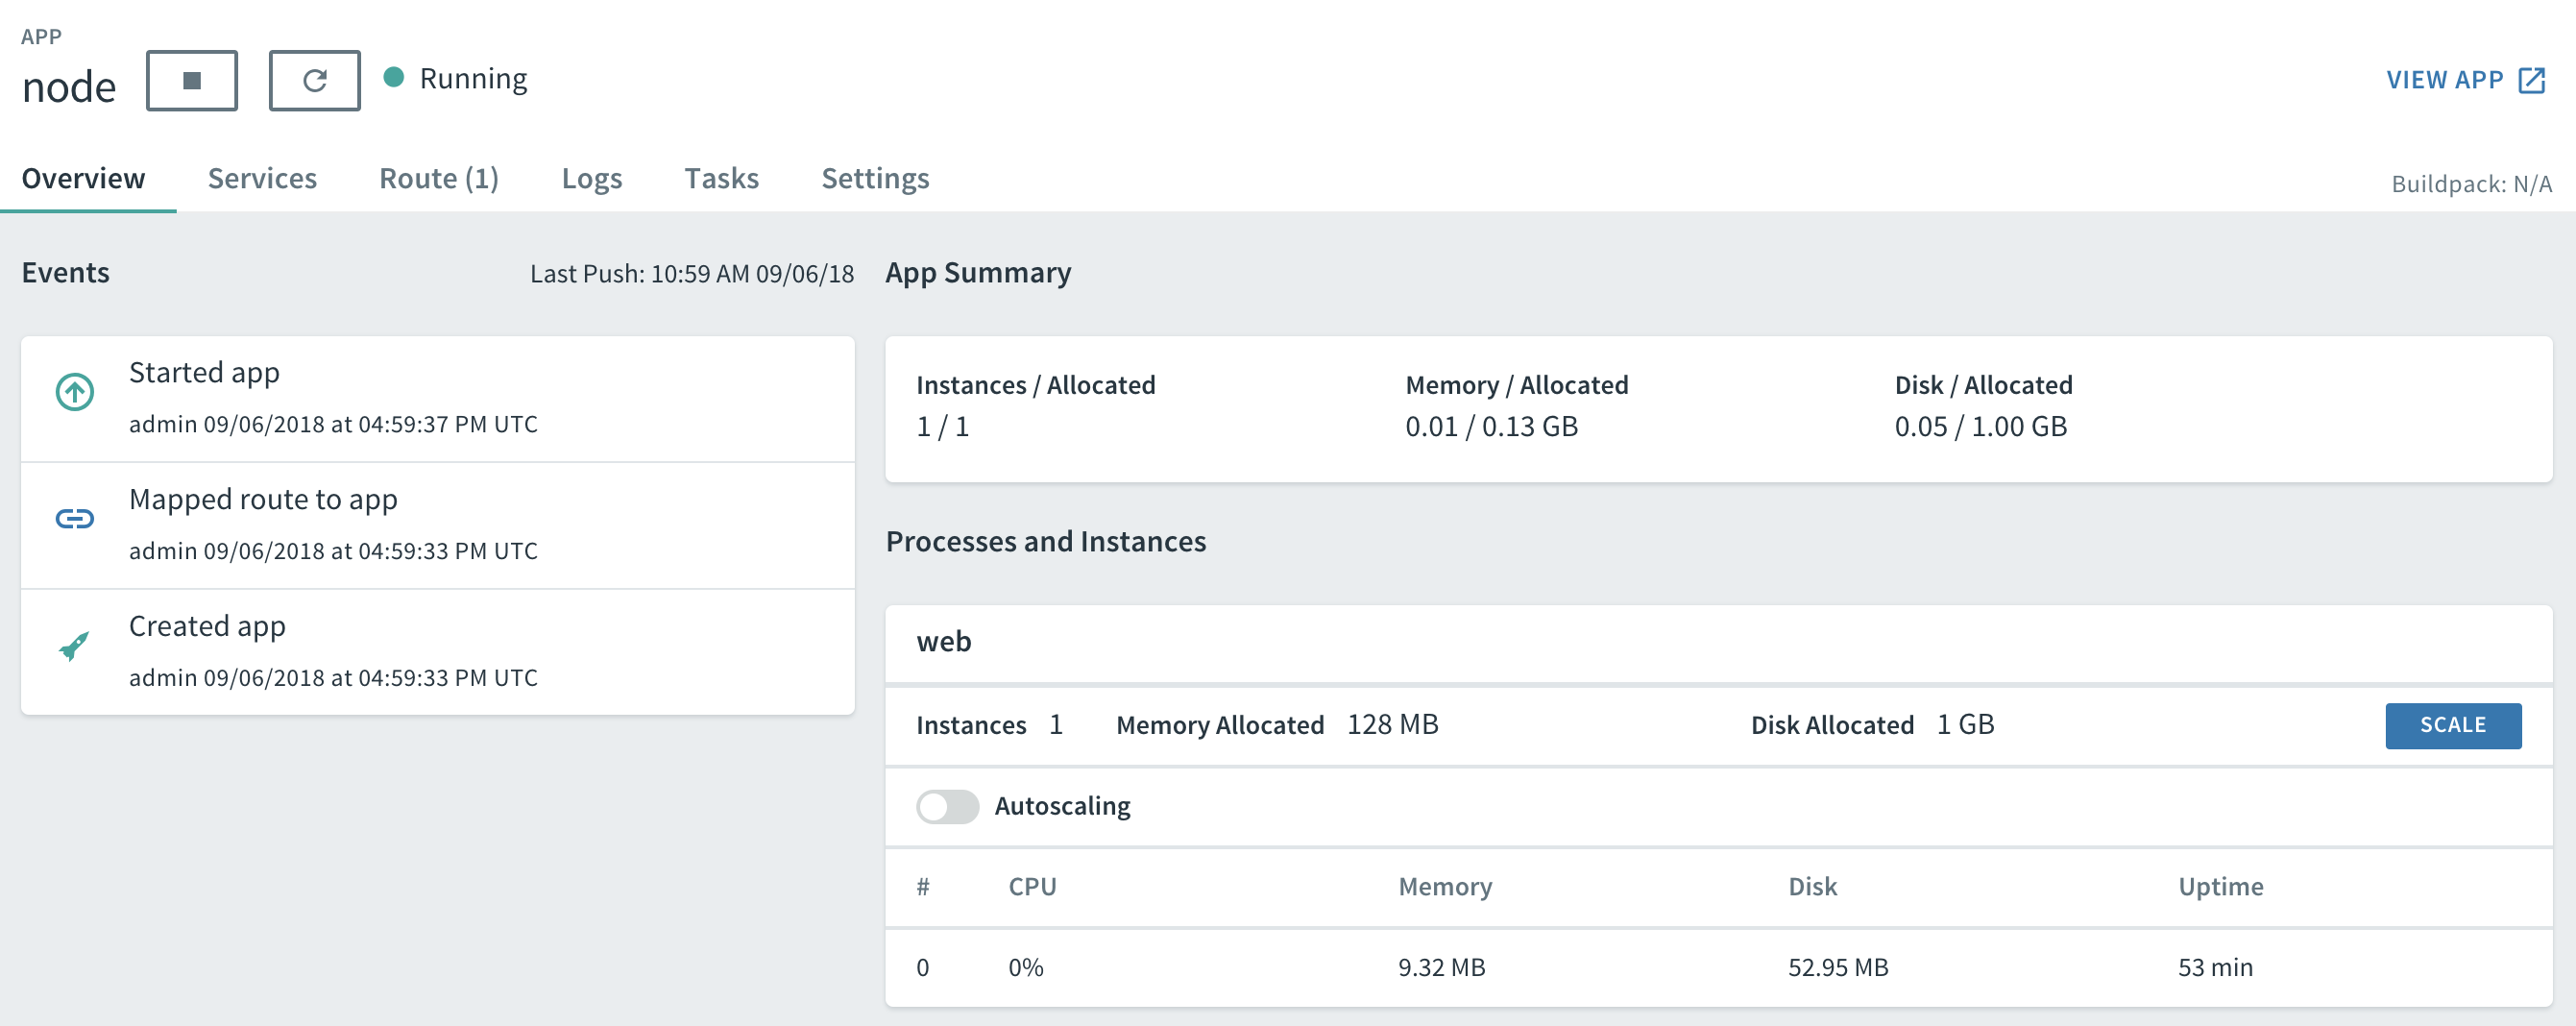 APP
node
Running
VIEW APP
Overview Services Route (1) Logs Tasks Settings
Buildpack: N/A
Events Last Push: 10:59 AM 09/06/18
Started app
admin 09/06/2018 at 04:59:37 PM UTC
Mapped route to app
admin 09/06/2018 at 04:59:33 PM UTC
Created app
admin 09/06/2018 at 04:59:33 PM UTC
App Summary
Instances / Allocated Memory / Allocated Disk / Allocated
1 / 1 0.01 / 0.13 GB 0.05 / 1.00 GB
Processes and Instances
web
Instances 1 Memory Allocated 128 MB Disk Allocated 1 GB SCALE
Autoscaling
# CPU Memory Disk Uptime
0 0% 9.32 MB 52.95 MB 53 min